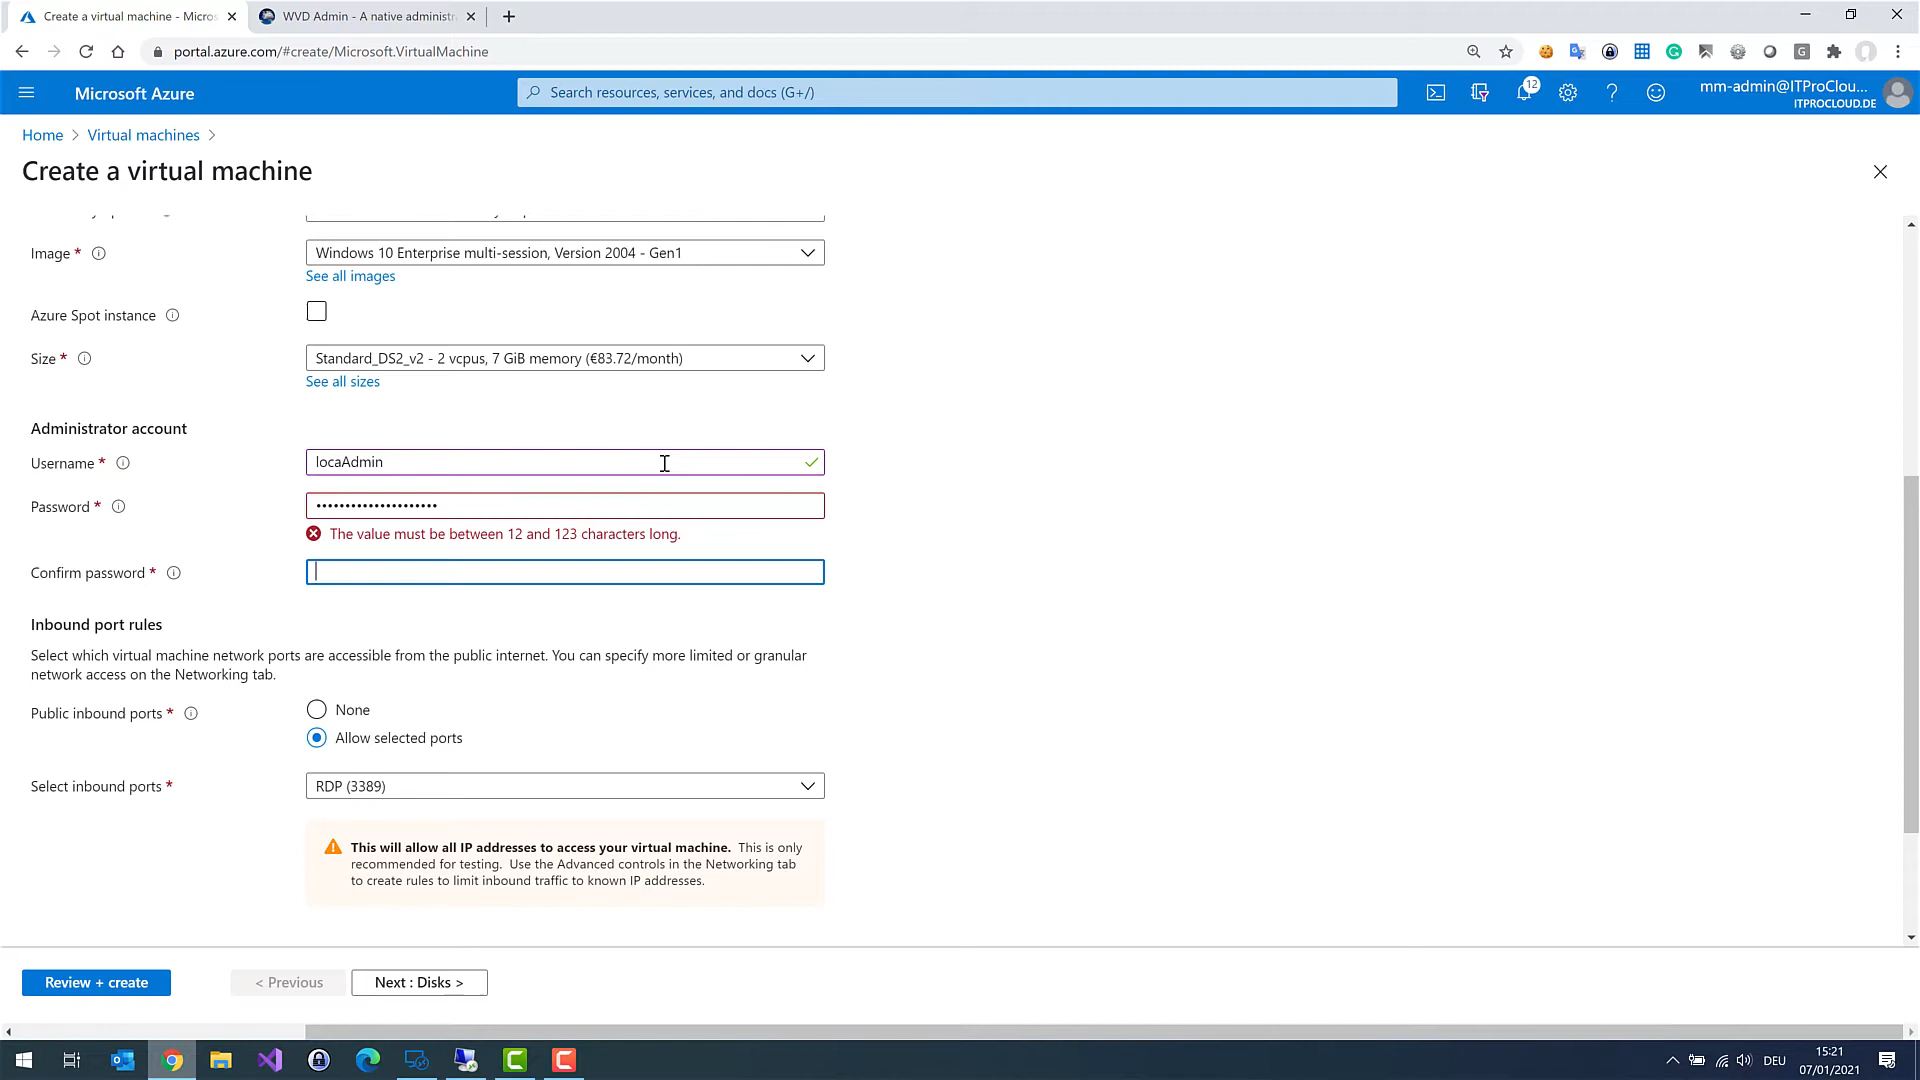 Create a virtual machine - Micros
WVD Admin - A native administr
portal.azure.com/#create/Microsoft.VirtualMachine
Microsoft Azure
Search resources, services, and docs (G+/)
12
mm-admin@ITProClou...
ITPROCLOUD.DE
Home > Virtual machines >
Create a virtual machine
Image *
Windows 10 Enterprise multi-session, Version 2004 - Gen1
See all images
Azure Spot instance
Size *
Standard_DS2_v2 - 2 vcpus, 7 GiB memory (€83.72/month)
See all sizes
Administrator account
Username *
locaAdmin
Password *
•••••••••••••••••••••
The value must be between 12 and 123 characters long.
Confirm password *
Inbound port rules
Select which virtual machine network ports are accessible from the public internet. You can specify more limited or granular
network access on the Networking tab.
Public inbound ports *
None
Allow selected ports
Select inbound ports *
RDP (3389)
This will allow all IP addresses to access your virtual machine. This is only
recommended for testing. Use the Advanced controls in the Networking tab
to create rules to limit inbound traffic to known IP addresses.
Review + create
< Previous
Next : Disks >
DEU
15:21
07/01/2021